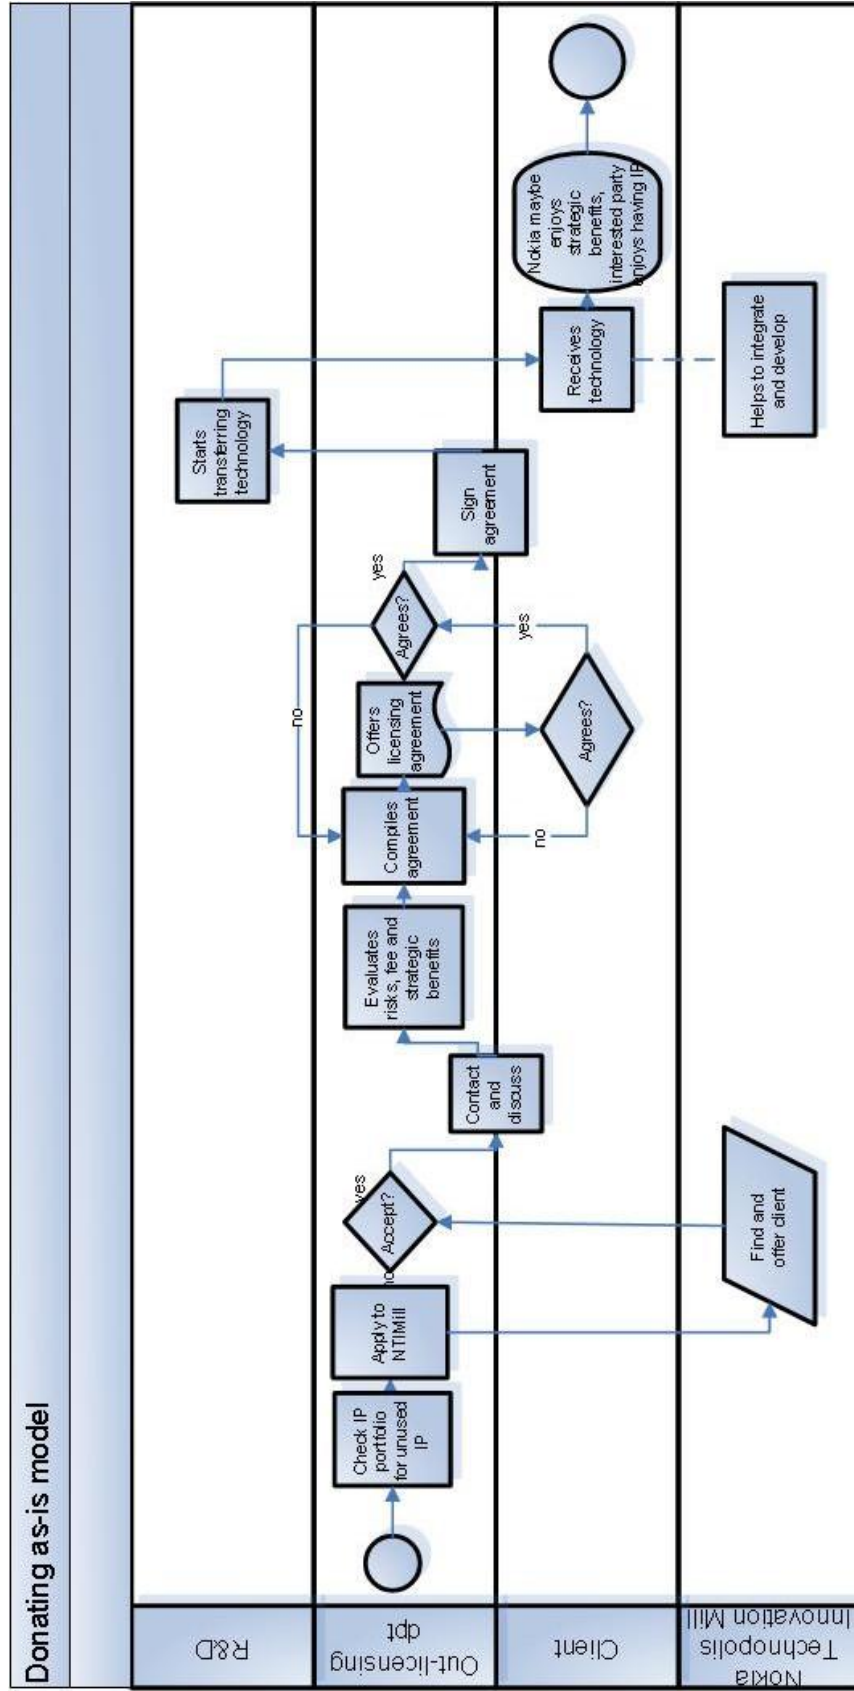 Donating as-is model
R&D
Out-licensing
dpt
Client
Nokia
Technopolis
Innovation Mill
Check IP
portfolio
for unused
IP
Apply to
NTIMill
no
Accept?
yes
Find and
offer client
Contact
and
discuss
Evaluates
risks, fee and
strategic
benefits
Compiles
agreement
Offers
licensing
agreement
Agrees?
no
yes
Agrees?
no
yes
Sign
agreement
Starts
transferring
technology
Receives
technology
Helps to integrate
and develop
Nokia maybe
enjoys
strategic
benefits,
interested party
enjoys having IP